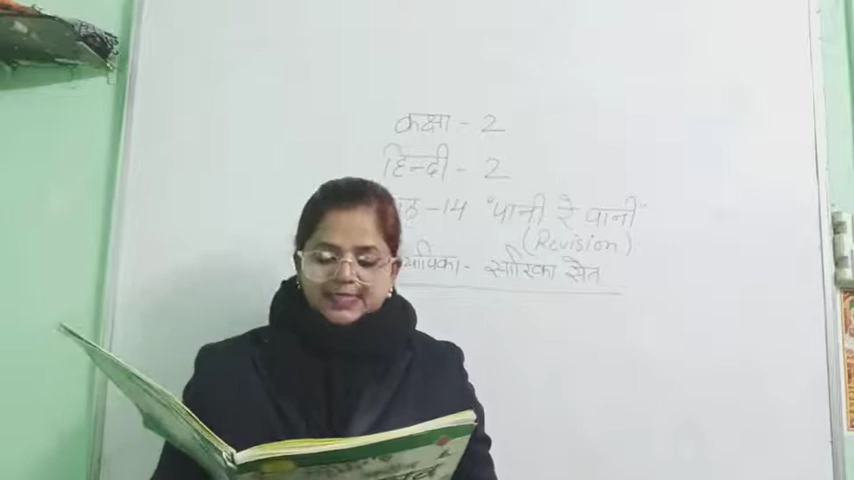 कक्षा - 2
हिन्दी - 2
-14 "पानी रे पानी"
(Revision)
सारिका सैत